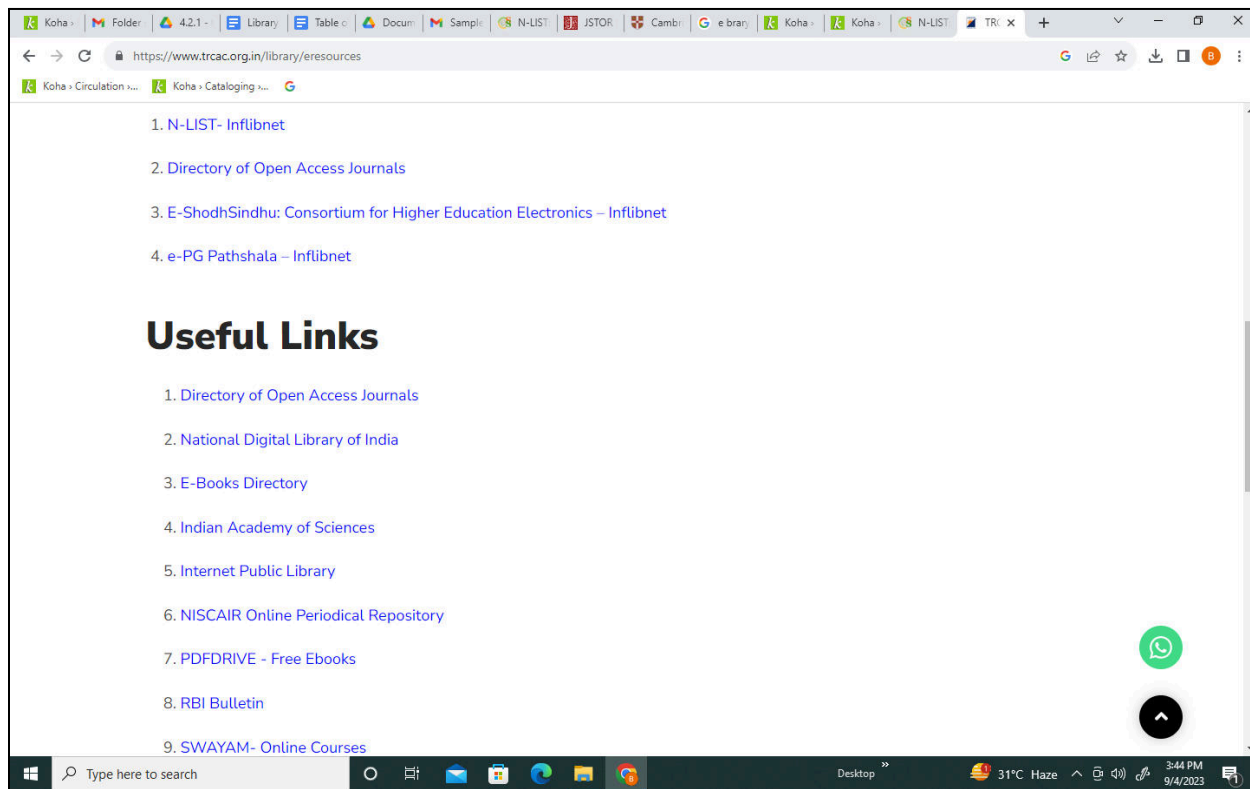 Koha › Folder 4.2.1 - Library Table o Docum Sample N-LIST JSTOR Cambri e brary Koha › Koha › N-LIST TRC
https://www.trcac.org.in/library/eresources
Koha › Circulation ›... Koha › Cataloging ›...
1. N-LIST- Inflibnet
2. Directory of Open Access Journals
3. E-ShodhSindhu: Consortium for Higher Education Electronics – Inflibnet
4. e-PG Pathshala – Inflibnet
Useful Links
1. Directory of Open Access Journals
2. National Digital Library of India
3. E-Books Directory
4. Indian Academy of Sciences
5. Internet Public Library
6. NISCAIR Online Periodical Repository
7. PDFDRIVE - Free Ebooks
8. RBI Bulletin
9. SWAYAM- Online Courses
Type here to search Desktop » 31°C Haze 3:44 PM
9/4/2023